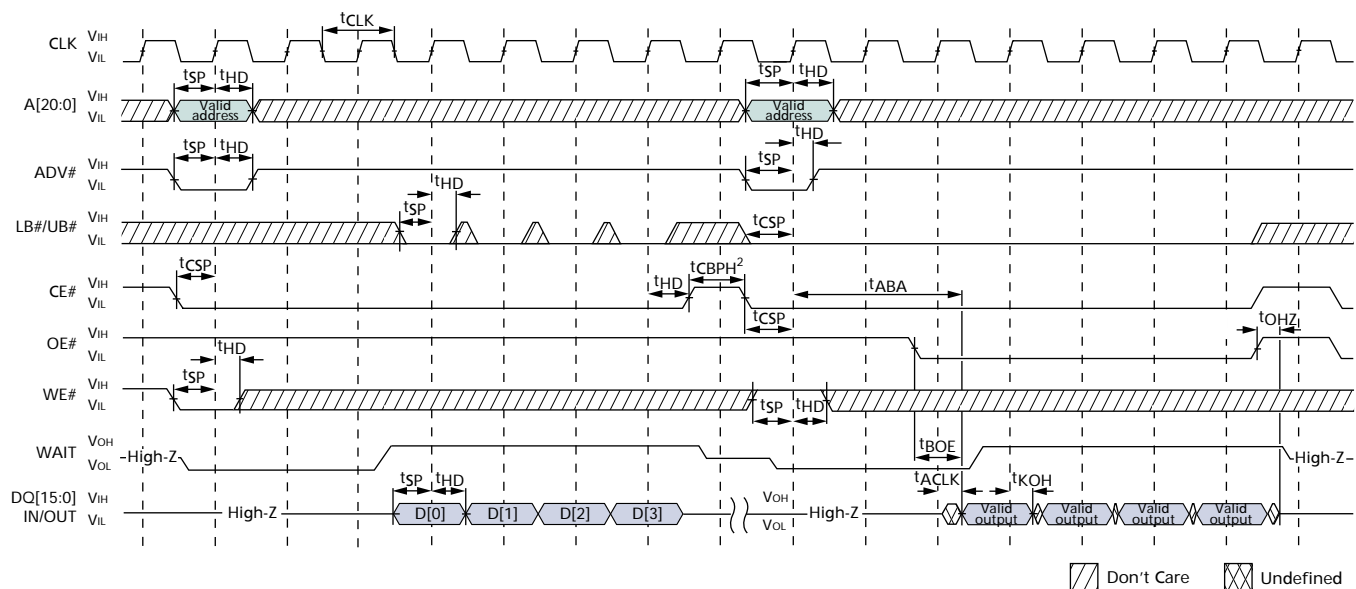 tCLK
CLK VIH
VIL
tSP tHD tSP tHD
A[20:0] VIH
VIL
Valid address Valid address
tSP tHD tSP tHD
ADV# VIH
VIL
tSP tHD
LB#/UB# VIH
VIL
tCSP
tCSP tHD tCBPH2 tABA
CE# VIH
VIL
tCSP
OE# VIH
VIL
tHD tOHZ
tSP
WE# VIH
VIL
tSP tHD
tBOE
WAIT VOH
VOL
High-Z High-Z
tSP tHD tACLK tKOH
DQ[15:0] IN/OUT VIH
VIL
High-Z D[0] D[1] D[2] D[3] VOH
VOL
High-Z Valid output Valid output Valid output Valid output
Don't Care Undefined